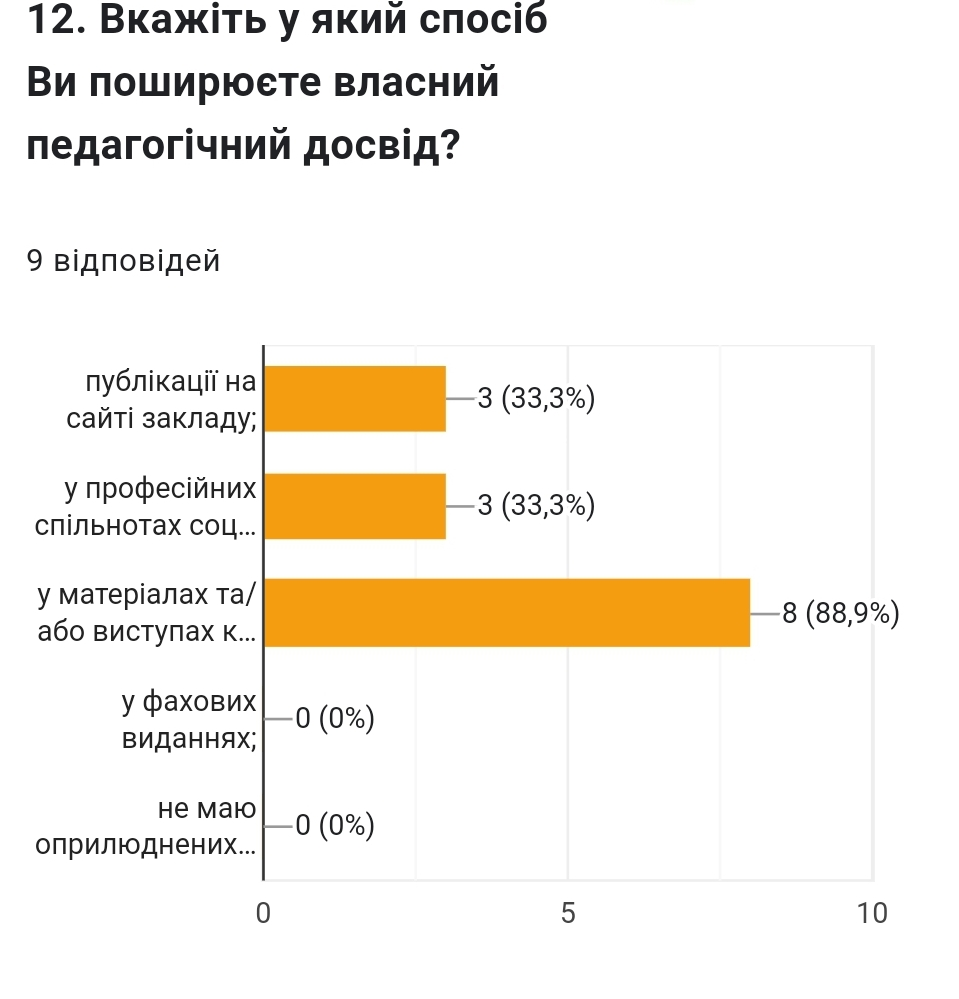 12. Вкажіть у який спосіб
Ви поширюєте власний
педагогічний досвід?
9 відповідей
публікації на
сайті закладу;
3 (33,3%)
у професійних
спільнотах соц...
3 (33,3%)
у матеріалах та/
або виступах к...
8 (88,9%)
у фахових
виданнях;
0 (0%)
не маю
оприлюднених...
0 (0%)
0 5 10